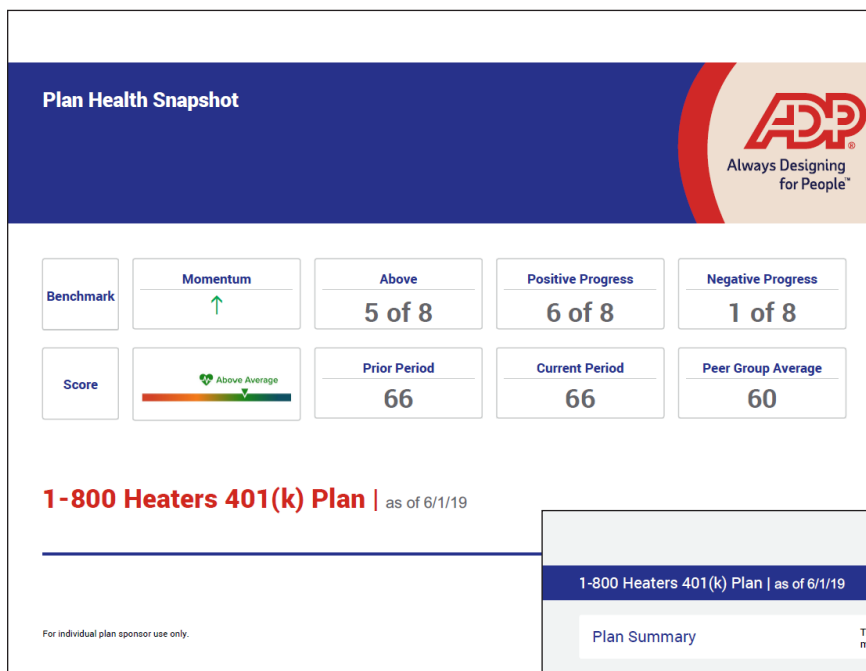 Plan Health Snapshot
ADP®
Always Designing
for People™
Benchmark
Momentum
↑
Above
5 of 8
Positive Progress
6 of 8
Negative Progress
1 of 8
Score
Above Average
Prior Period
66
Current Period
66
Peer Group Average
60
1-800 Heaters 401(k) Plan | as of 6/1/19
For individual plan sponsor use only.
1-800 Heaters 401(k) Plan | as of 6/1/19
Plan Summary